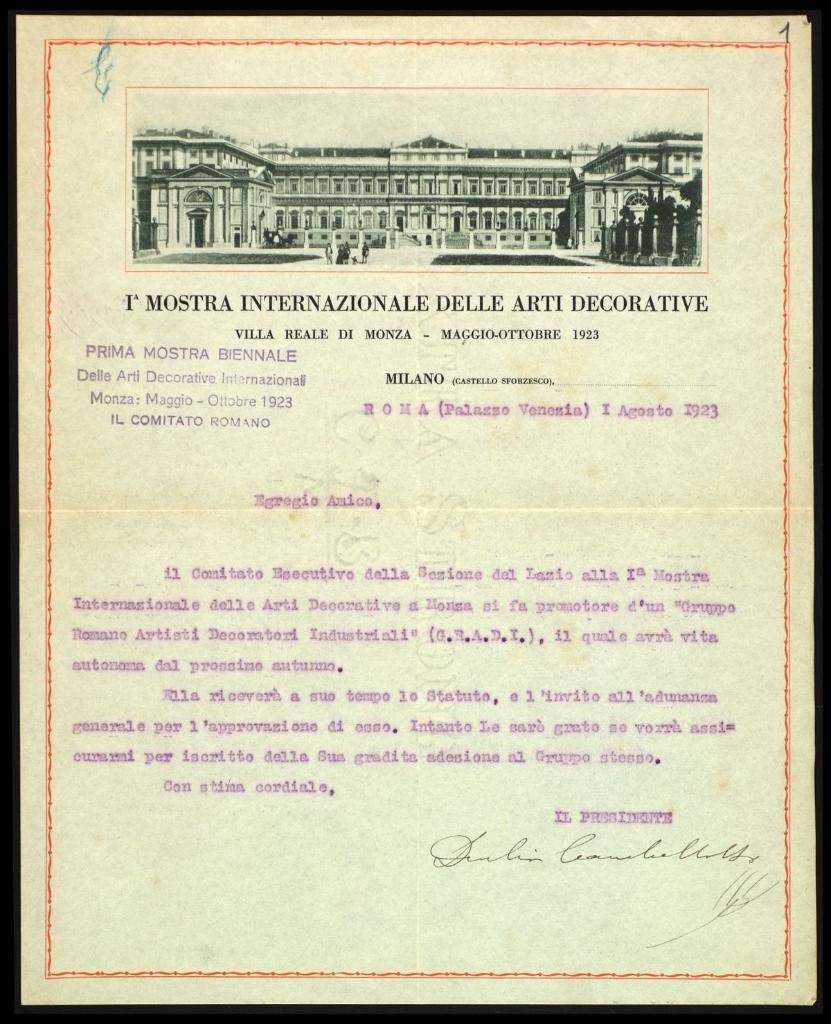 1
Iᴬ MOSTRA INTERNAZIONALE DELLE ARTI DECORATIVE
VILLA REALE DI MONZA - MAGGIO-OTTOBRE 1923
PRIMA MOSTRA BIENNALE
Delle Arti Decorative Internazionali
Monza: Maggio - Ottobre 1923
IL COMITATO ROMANO
MILANO (CASTELLO SFORZESCO),
R O M A (Palazzo Venezia) I Agosto I923
Egregio Amico,
il Comitato Esecutivo della Sezione del Lazio alla Iª Mostra
Internazionale delle Arti Decorative a Monza si fa promotore d'un "Gruppo
Romano Artisti Decoratori Industriali" (G.R.A.D.I.), il quale avrà vita
autonoma dal prossimo autunno.
Ella riceverà a suo tempo lo Statuto, e l'invito all'adunanza
generale per l'approvazione di esso. Intanto Le sarò grato se vorrà assi=
curarmi per iscritto della Sua gradita adesione al Gruppo stesso.
Con stima cordiale,
IL PRESIDENTE
Duilio Cambellotti